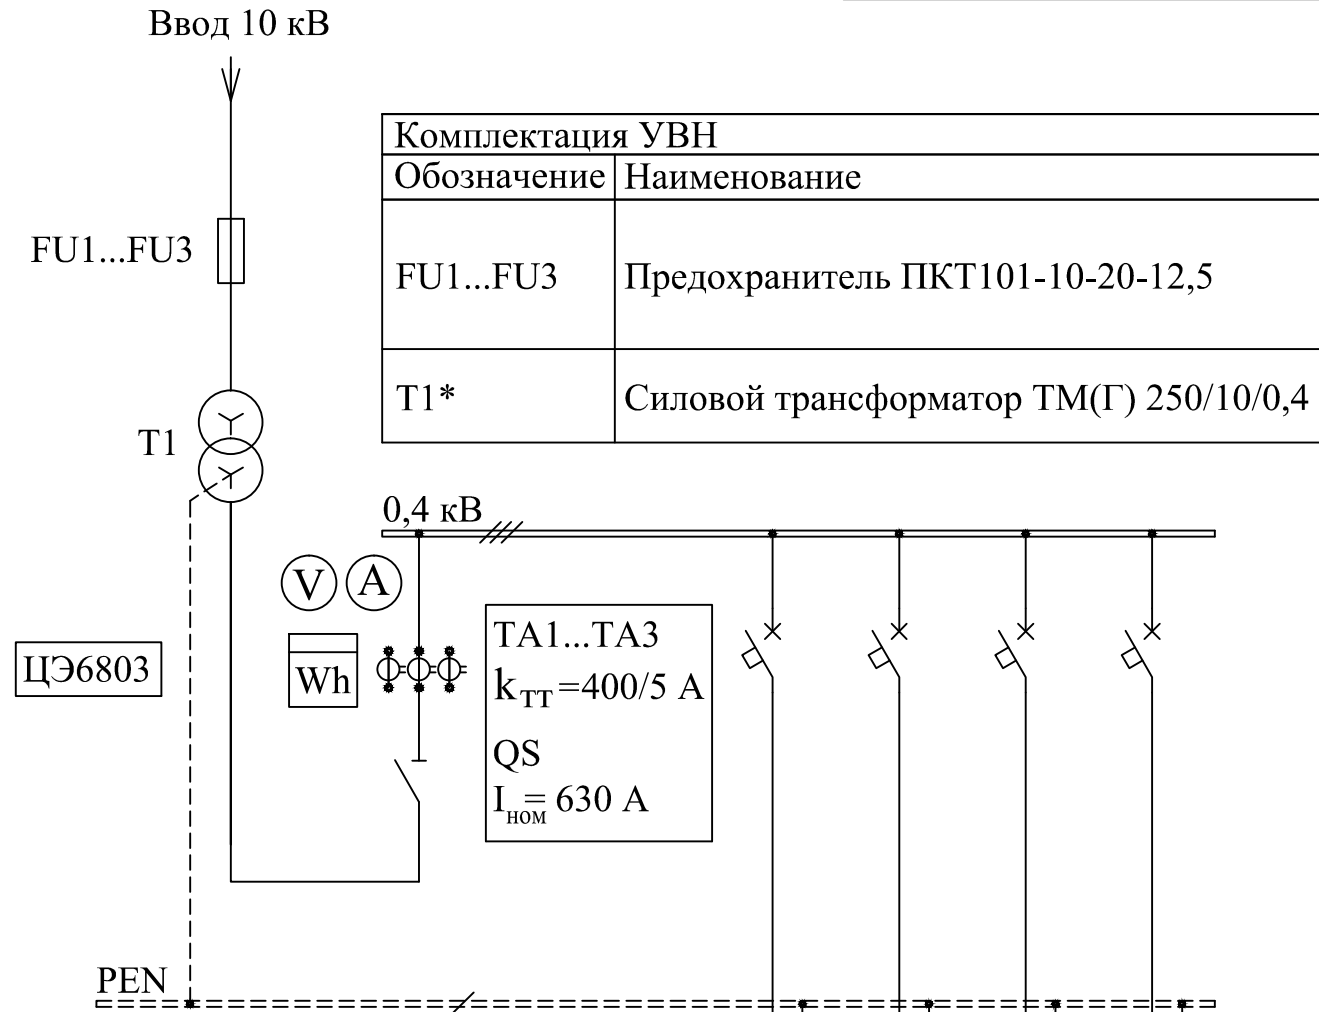 Ввод 10 кВ
Комплектация УВН
Обозначение Наименование
FU1...FU3
FU1...FU3 Предохранитель ПКТ101-10-20-12,5
T1* Силовой трансформатор ТМ(Г) 250/10/0,4
T1
0,4 кВ
V A
ЦЭ6803
Wh
TA1...TA3
kТТ=400/5 А
QS
Iном= 630 А
PEN